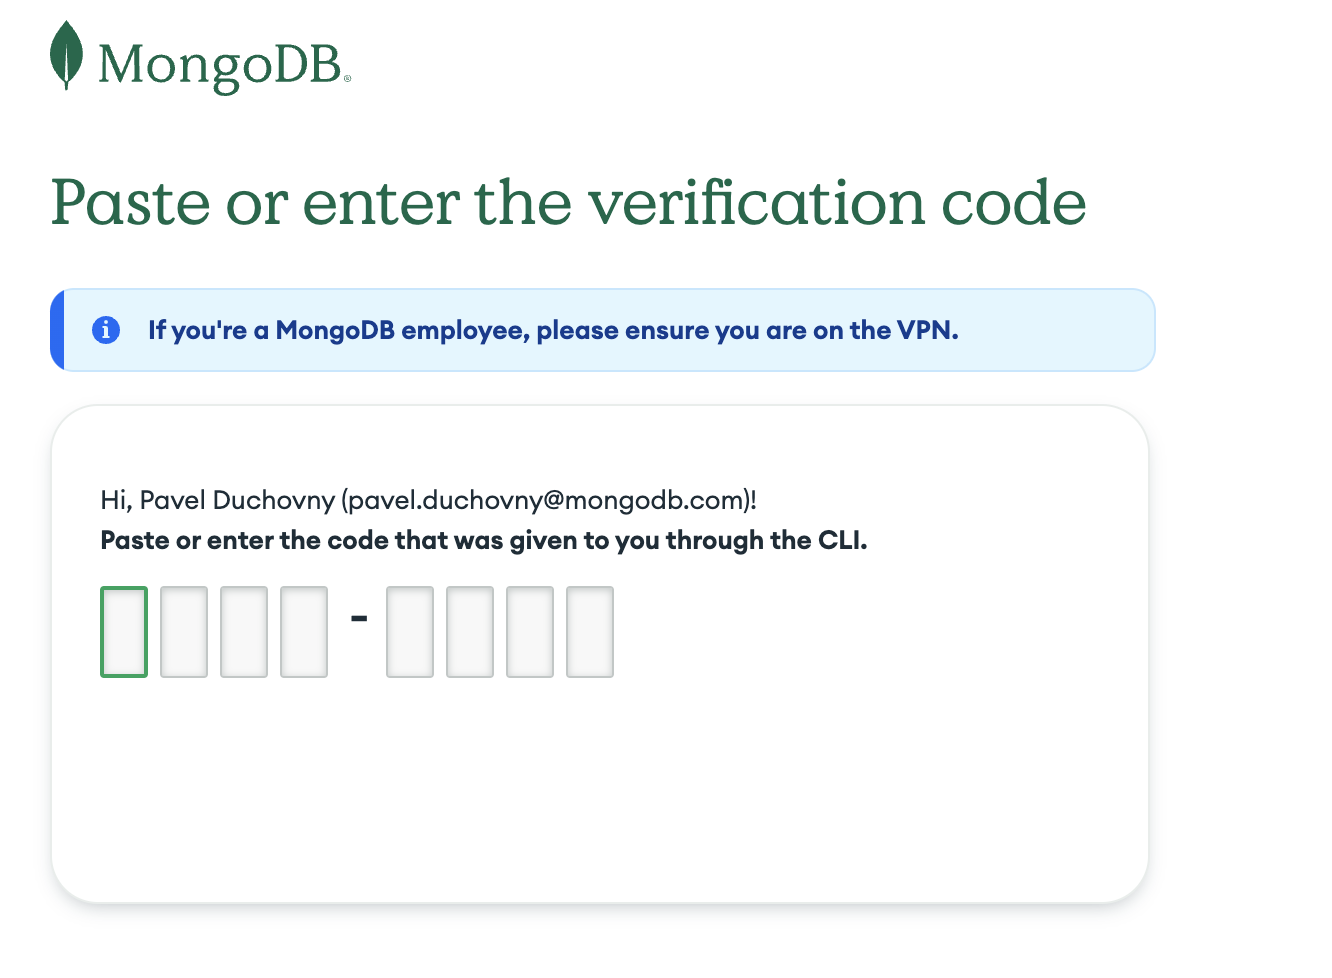 MongoDB®
Paste or enter the verification code
If you're a MongoDB employee, please ensure you are on the VPN.
Hi, Pavel Duchovny (pavel.duchovny@mongodb.com)!
Paste or enter the code that was given to you through the CLI.
-